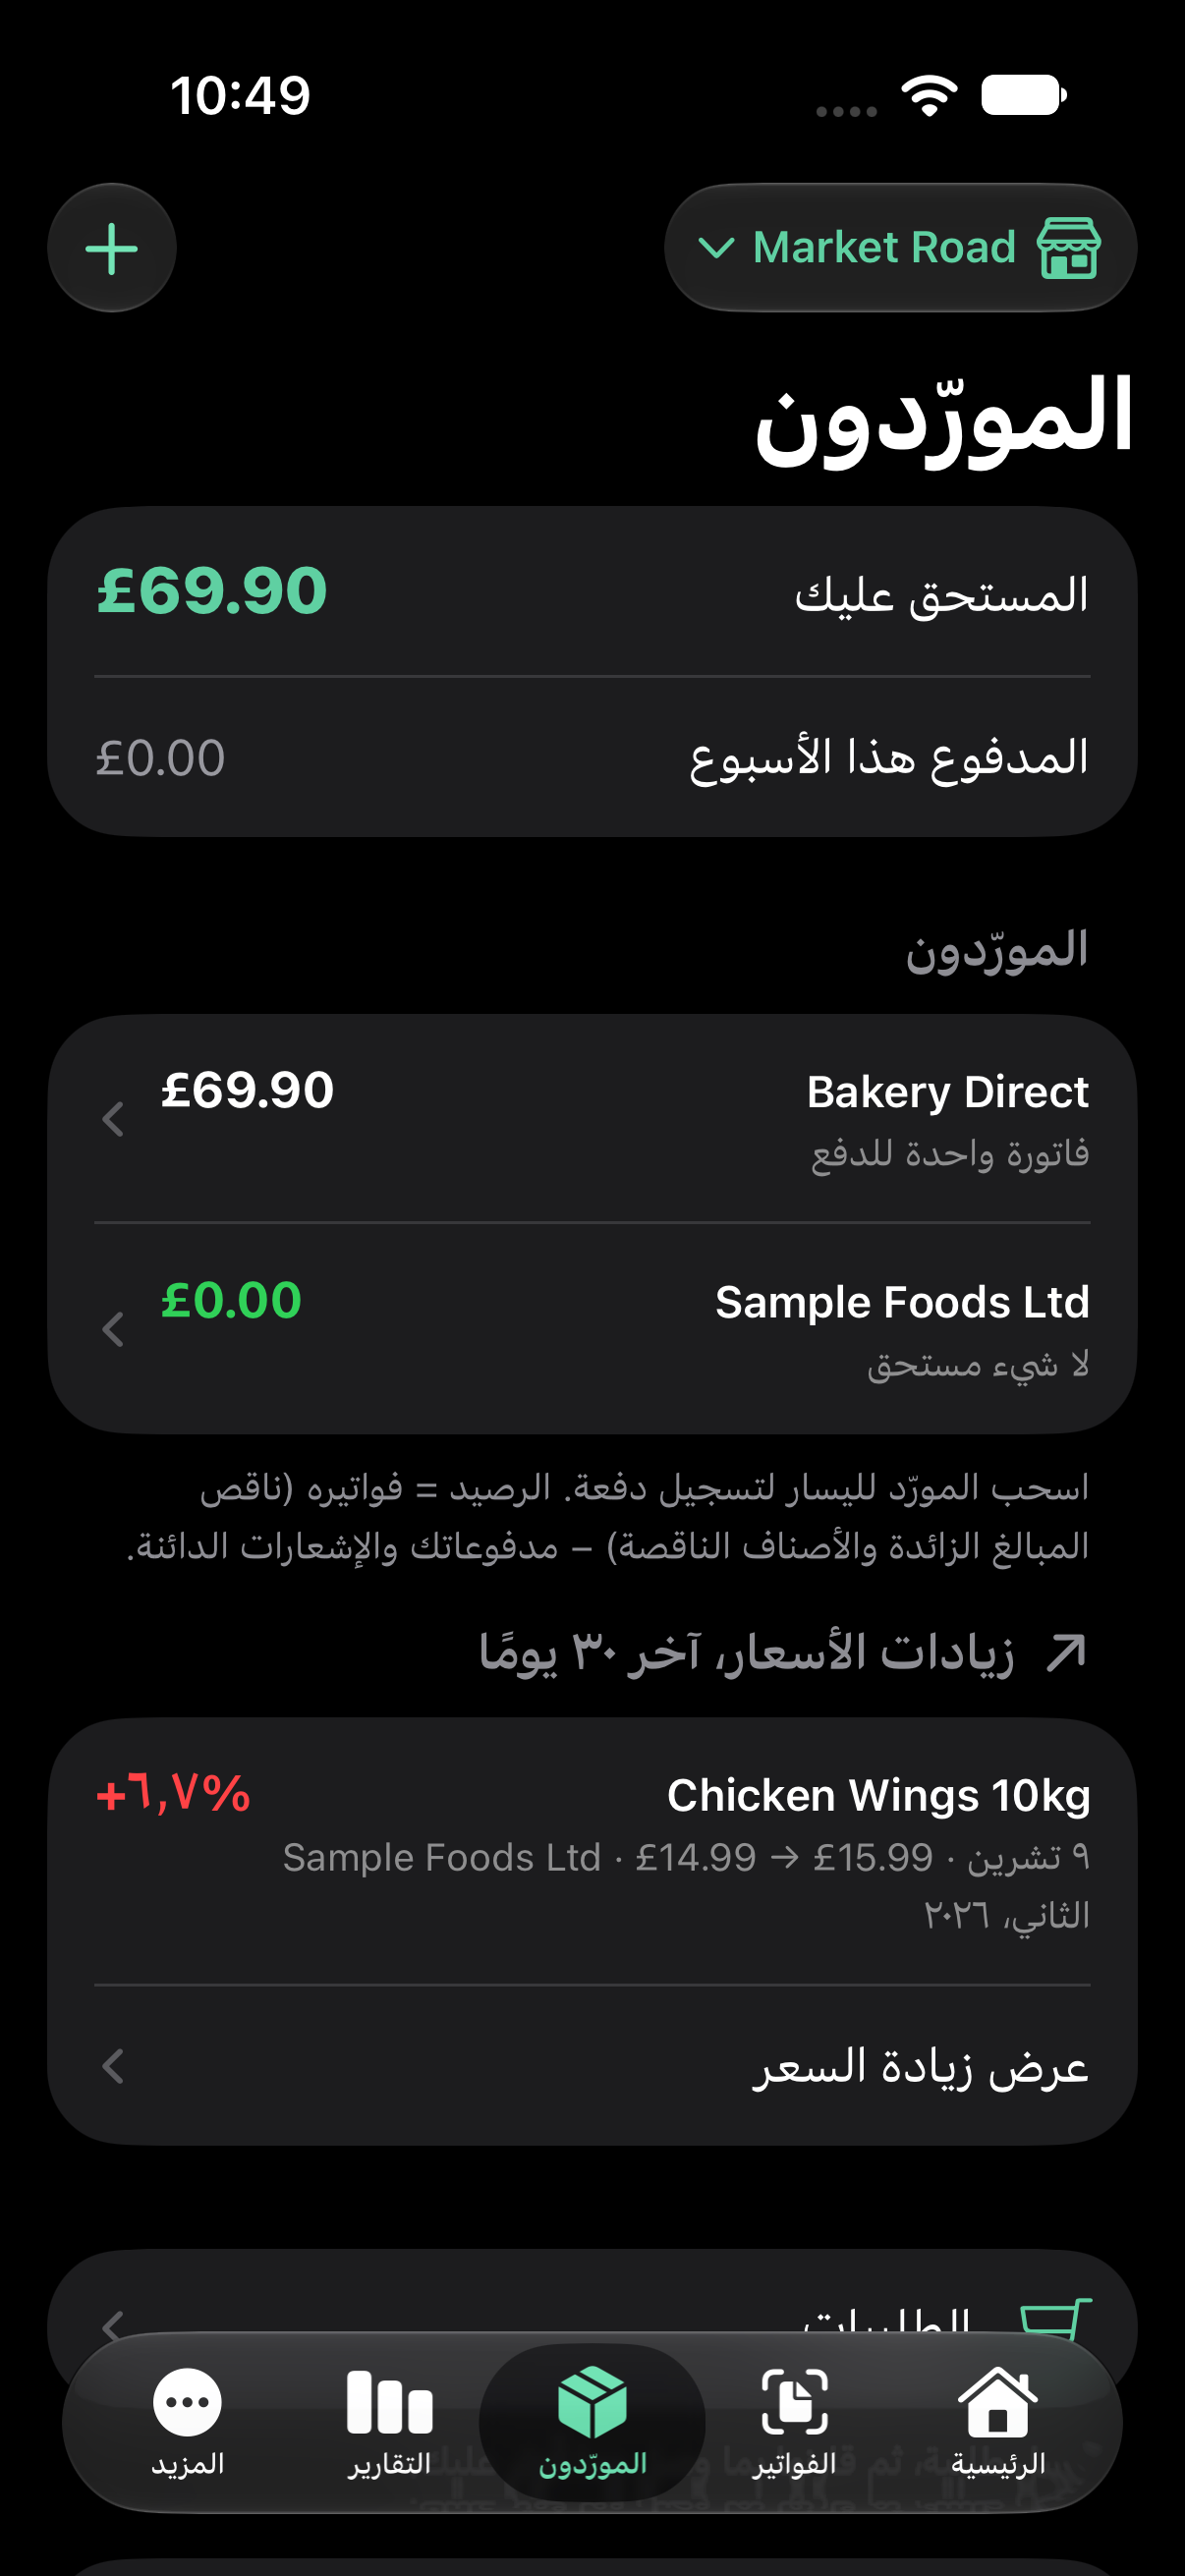 10:49
Market Road
المورّدون
المستحق عليك
£69.90
المدفوع هذا الأسبوع
£0.00
المورّدون
Bakery Direct
£69.90
فاتورة واحدة للدفع
Sample Foods Ltd
£0.00
لا شيء مستحق
اسحب المورّد لليسار لتسجيل دفعة. الرصيد = فواتيره (ناقص
المبالغ الزائدة والأصناف الناقصة) – مدفوعاتك والإشعارات الدائنة.
زيادات الأسعار، آخر ٣٠ يومًا
Chicken Wings 10kg
+٦,٧%
Sample Foods Ltd · £14.99 → £15.99 · ٩ تشرين
الثاني، ٢٠٢٦
عرض زيادة السعر
الطلبيات
الرئيسية
الفواتير
المورّدون
التقارير
المزيد